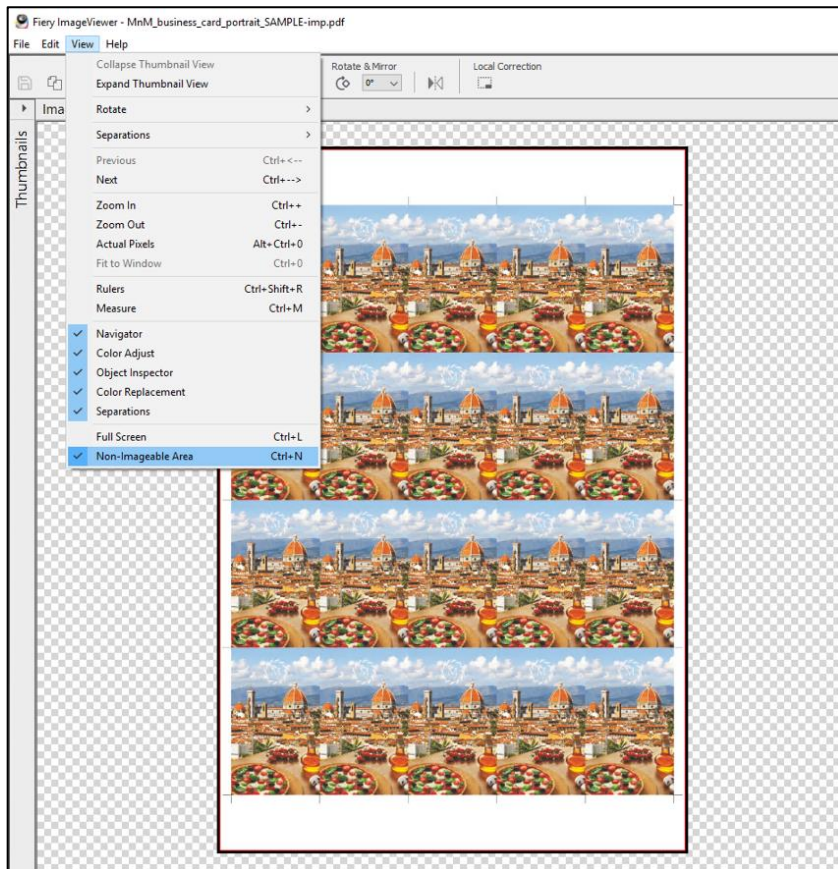 Fiery ImageViewer - MnM_business_card_portrait_SAMPLE-imp.pdf
File Edit View Help
Collapse Thumbnail View
Expand Thumbnail View
Rotate >
Separations >
Previous Ctrl+<--
Next Ctrl+-->
Zoom In Ctrl++
Zoom Out Ctrl+-
Actual Pixels Alt+Ctrl+0
Fit to Window Ctrl+0
Rulers Ctrl+Shift+R
Measure Ctrl+M
Navigator
Color Adjust
Object Inspector
Color Replacement
Separations
Full Screen Ctrl+L
Non-Imageable Area Ctrl+N
Rotate & Mirror
0°
Local Correction
Ima
Thumbnails